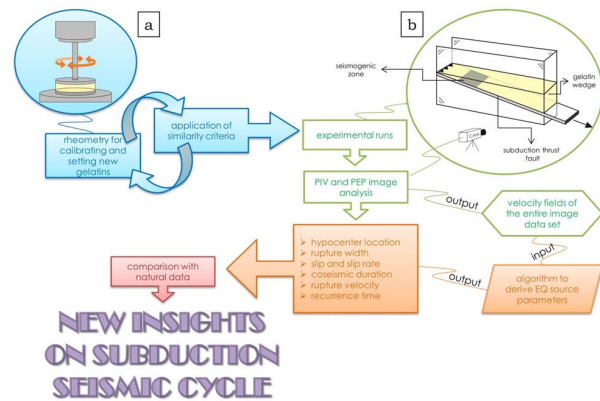 a
b
seismogenic
zone
gelatin
wedge
CAM
subduction thrust
fault
rheometry for
calibrating and
setting new
gelatins
application of
similarity criteria
experimental runs
PIV and PEP image
analysis
output
velocity fields of
the entire image
data set
input
algorithm to
derive EQ source
parameters
output
➢ hypocenter location
➢ rupture width
➢ slip and slip rate
➢ coseismic duration
➢ rupture velocity
➢ recurrence time
comparison with
natural data
NEW INSIGHTS
ON SUBDUCTION
SEISMIC CYCLE